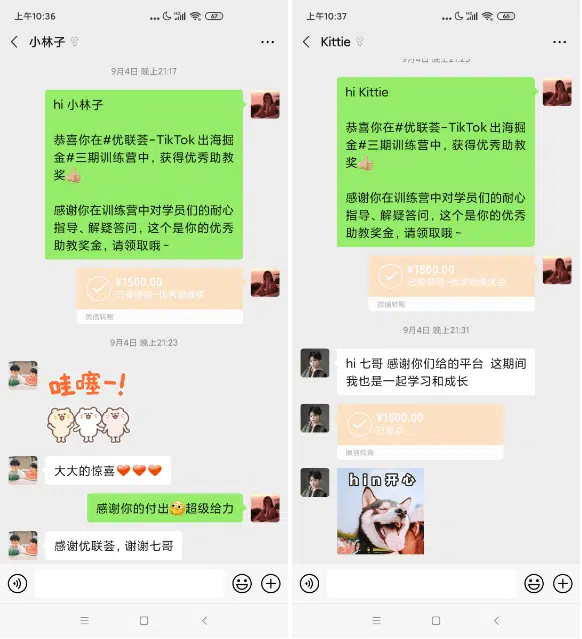 上午10:36
67
小林子
9月4日 晚上21:17
hi 小林子
恭喜你在#优联荟-TikTok 出海掘
金#三期训练营中，获得优秀助教
奖👍
感谢你在训练营中对学员们的耐心
指导、解疑答问，这个是你的优秀
助教奖金，请领取哦~
¥1500.00
已被领取-优秀助教奖
微信转账
9月4日 晚上21:23
哇噻~!
大大的惊喜❤❤❤
感谢你的付出🤔超级给力
感谢优联荟，谢谢七哥
上午10:37
66
Kittie
9月4日 晚上21:23
hi Kittie
恭喜你在#优联荟-TikTok 出海掘
金#三期训练营中，获得优秀助教
奖👍
感谢你在训练营中对学员们的耐心
指导、解疑答问，这个是你的优秀
助教奖金，请领取哦~
¥1500.00
已被领取-优秀助教奖金
微信转账
9月4日 晚上21:31
hi 七哥 感谢你们给的平台 这期间
我也是一起学习和成长
¥1500.00
已收款
微信转账
hin开心